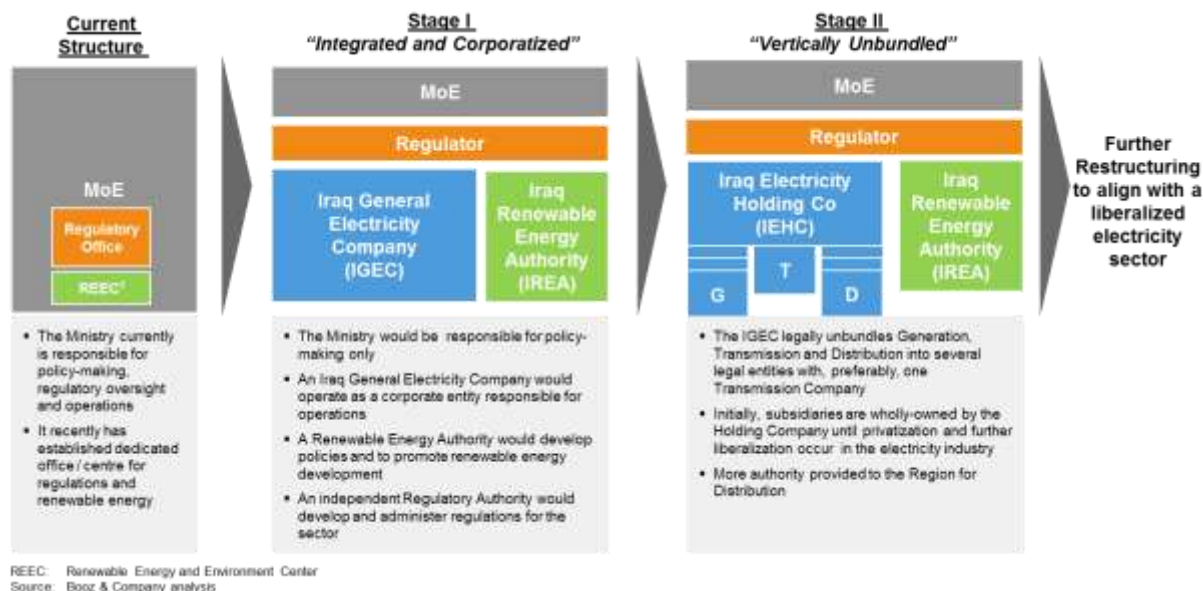 Current
Structure
MoE
Regulatory
Office
REEC
• The Ministry currently
is responsible for
policy-making,
regulatory oversight
and operations
• It recently has
established dedicated
office / centre for
regulations and
renewable energy
Stage I
“Integrated and Corporatized”
MoE
Regulator
Iraq General
Electricity
Company
(IGEC)
Iraq
Renewable
Energy
Authority
(IREA)
• The Ministry would be responsible for policy-
making only
• An Iraq General Electricity Company would
operate as a corporate entity responsible for
operations
• A Renewable Energy Authority would develop
policies and to promote renewable energy
development
• An independent Regulatory Authority would
develop and administer regulations for the
sector
Stage II
“Vertically Unbundled”
MoE
Regulator
Iraq Electricity
Holding Co
(IEHC)
G
T
D
Iraq
Renewable
Energy
Authority
(IREA)
• The IGEC legally unbundles Generation,
Transmission and Distribution into several
legal entities with, preferably, one
Transmission Company
• Initially, subsidiaries are wholly-owned by the
Holding Company until privatization and further
liberalization occur in the electricity industry
• More authority provided to the Region for
Distribution
Further
Restructuring
to align with a
liberalized
electricity
sector
REEC: Renewable Energy and Environment Center
Source: Booz & Company analysis